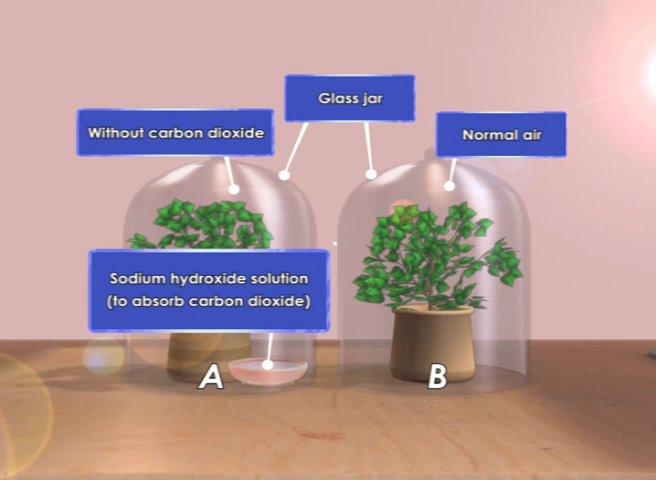 Glass jar
Without carbon dioxide
Normal air
Sodium hydroxide solution
(to absorb carbon dioxide)
A
B